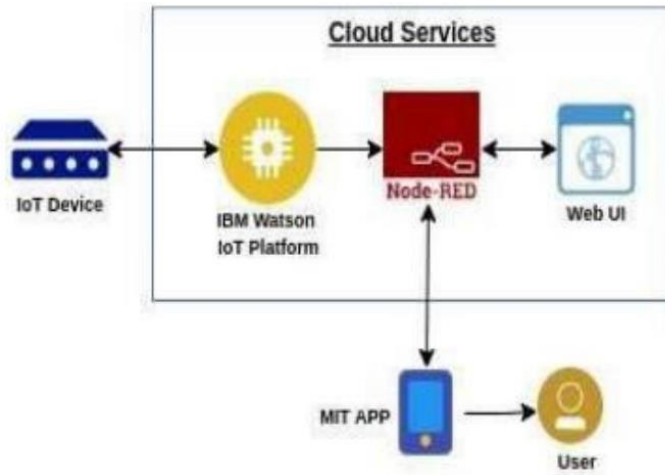 Cloud Services
IoT Device
IBM Watson
IoT Platform
Node-RED
Web UI
MIT APP
User